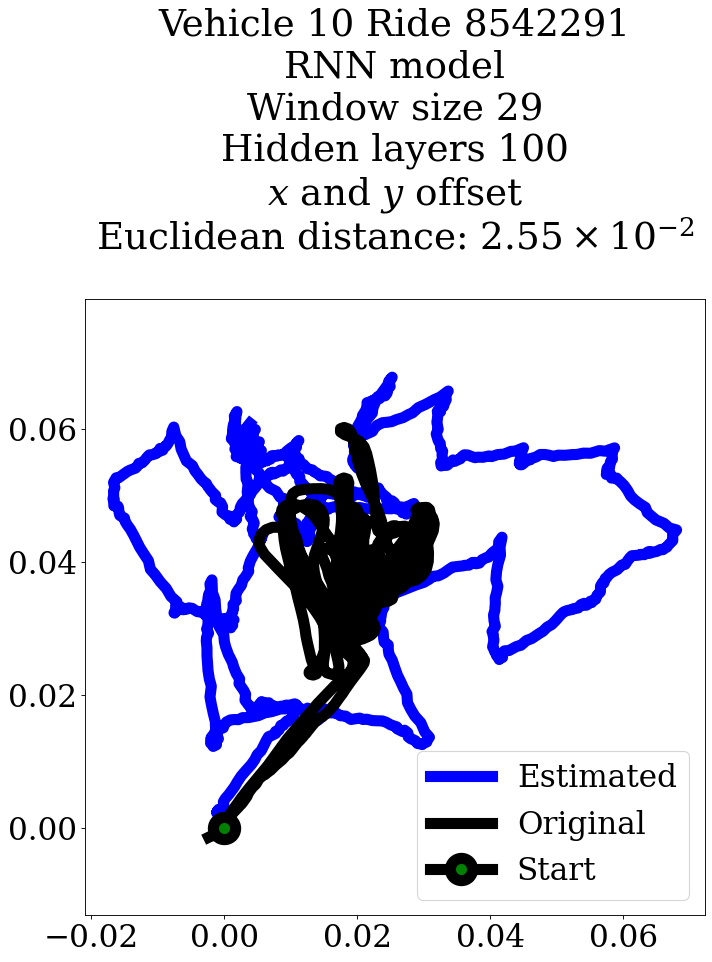 Vehicle 10 Ride 8542291
RNN model
Window size 29
Hidden layers 100
x and y offset
Euclidean distance: 2.55 × 10⁻²
0.06
0.04
0.02
0.00
Estimated
Original
Start
−0.02 0.00 0.02 0.04 0.06